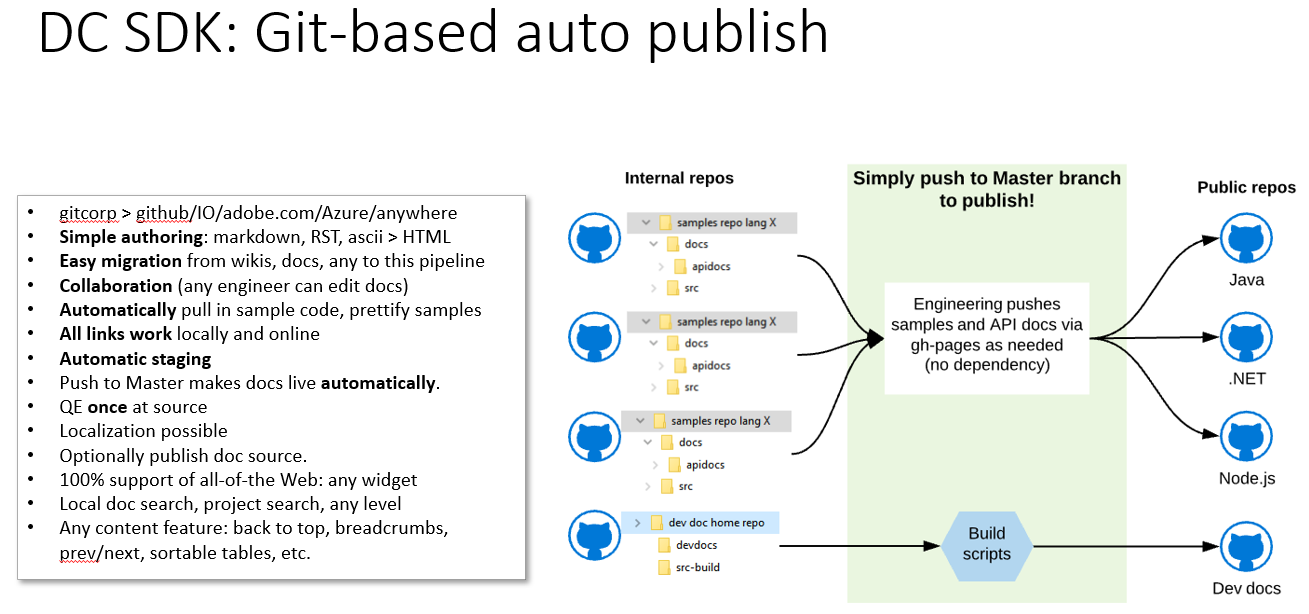 DC SDK: Git-based auto publish
• gitcorp > github/IO/adobe.com/Azure/anywhere
• Simple authoring: markdown, RST, ascii > HTML
• Easy migration from wikis, docs, any to this pipeline
• Collaboration (any engineer can edit docs)
• Automatically pull in sample code, prettify samples
• All links work locally and online
• Automatic staging
• Push to Master makes docs live automatically.
• QE once at source
• Localization possible
• Optionally publish doc source.
• 100% support of all-of-the Web: any widget
• Local doc search, project search, any level
• Any content feature: back to top, breadcrumbs,
prev/next, sortable tables, etc.
Internal repos
samples repo lang X
docs
apidocs
src
samples repo lang X
docs
apidocs
src
samples repo lang X
docs
apidocs
src
dev doc home repo
devdocs
src-build
Simply push to Master branch
to publish!
Engineering pushes
samples and API docs via
gh-pages as needed
(no dependency)
Build
scripts
Public repos
Java
.NET
Node.js
Dev docs